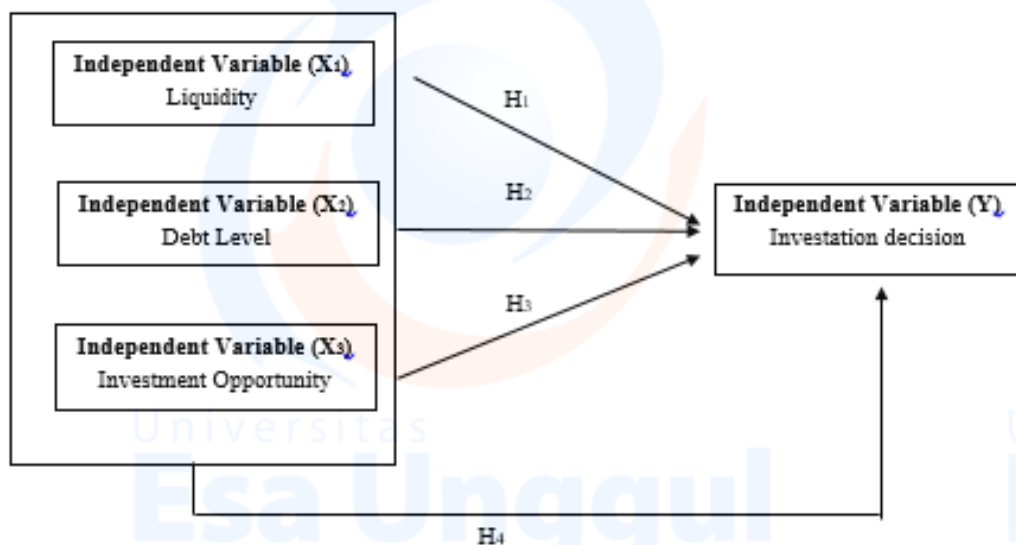 Independent Variable (X1)
Liquidity
H1
Independent Variable (X2)
Debt Level
H2
Independent Variable (Y)
Investation decision
H3
Independent Variable (X3)
Investment Opportunity
Universitas
Esa Unggul
H4